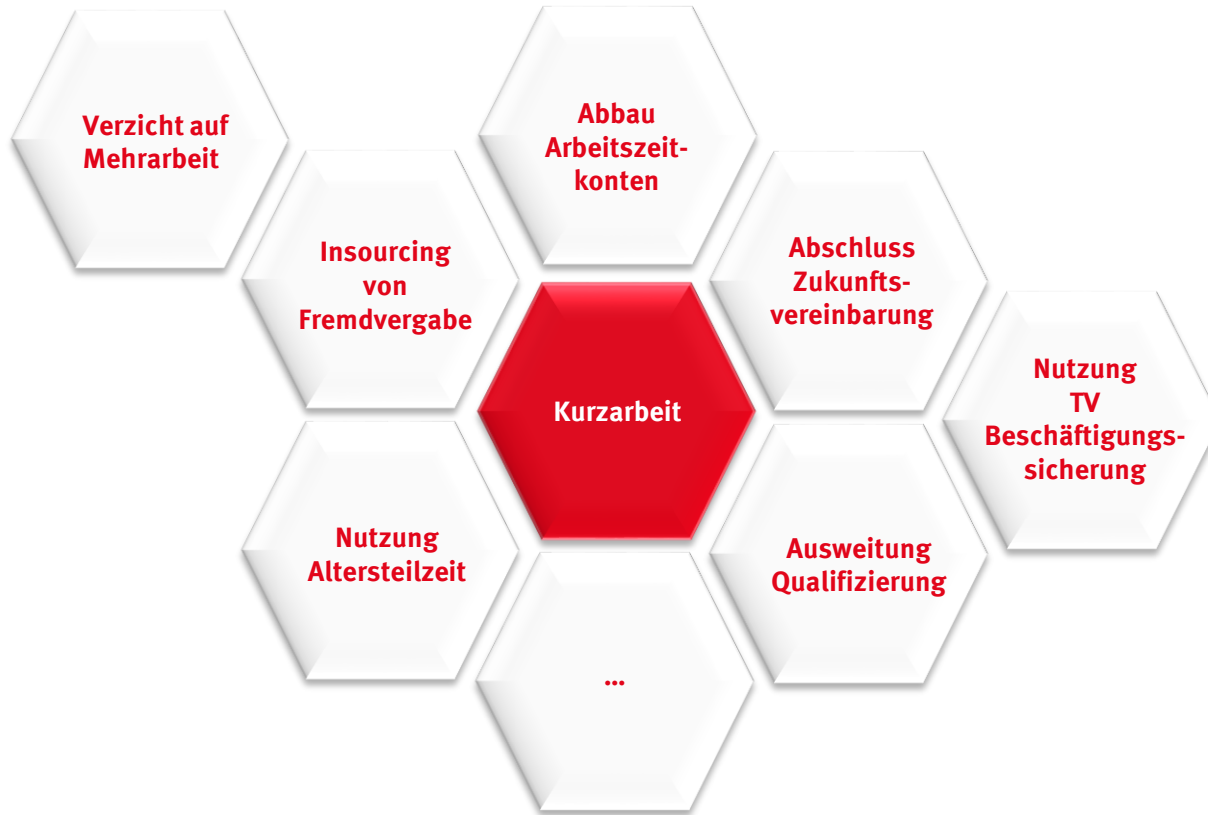 Verzicht auf
Mehrarbeit
Abbau
Arbeitszeit-
konten
Insourcing
von
Fremdvergabe
Abschluss
Zukunfts-
vereinbarung
Kurzarbeit
Nutzung
TV
Beschäftigungs-
sicherung
Nutzung
Altersteilzeit
Ausweitung
Qualifizierung
...